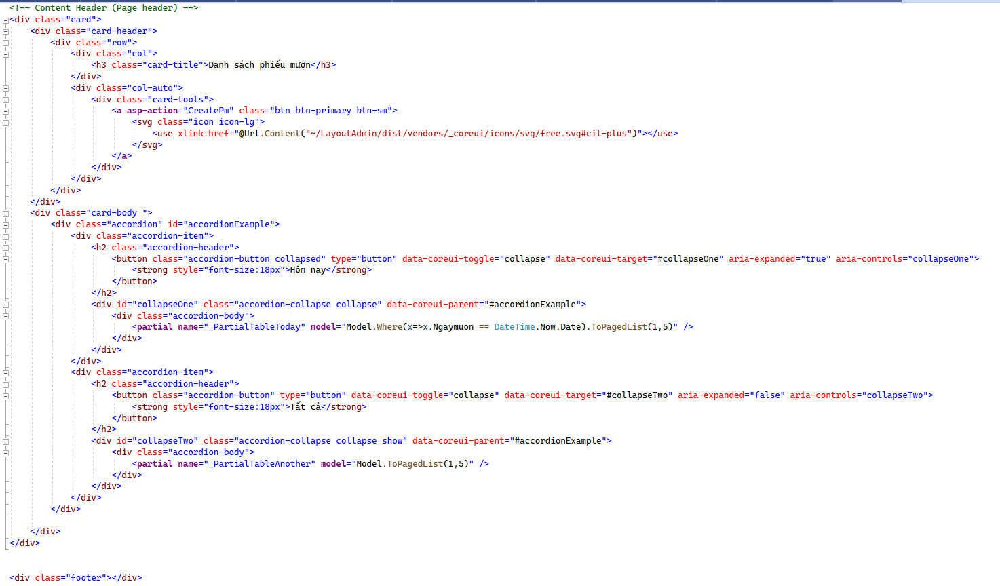 <!-- Content Header (Page header) -->
<div class="card">
    <div class="card-header">
        <div class="row">
            <div class="col">
                <h3 class="card-title">Danh sách phiếu mượn</h3>
            </div>
            <div class="col-auto">
                <div class="card-tools">
                    <a asp-action="CreatePm" class="btn btn-primary btn-sm">
                        <svg class="icon icon-lg">
                            <use xlink:href="@Url.Content("~/LayoutAdmin/dist/vendors/_coreui/icons/svg/free.svg#cil-plus")"></use>
                        </svg>
                    </a>
                </div>
            </div>
        </div>
    </div>
    <div class="card-body ">
        <div class="accordion" id="accordionExample">
            <div class="accordion-item">
                <h2 class="accordion-header">
                    <button class="accordion-button collapsed" type="button" data-coreui-toggle="collapse" data-coreui-target="#collapseOne" aria-expanded="true" aria-controls="collapseOne">
                        <strong style="font-size:18px">Hôm nay</strong>
                    </button>
                </h2>
                <div id="collapseOne" class="accordion-collapse collapse" data-coreui-parent="#accordionExample">
                    <div class="accordion-body">
                        <partial name="_PartialTableToday" model="Model.Where(x=>x.Ngaymuon == DateTime.Now.Date).ToPagedList(1,5)" />
                    </div>
                </div>
            </div>
            <div class="accordion-item">
                <h2 class="accordion-header">
                    <button class="accordion-button" type="button" data-coreui-toggle="collapse" data-coreui-target="#collapseTwo" aria-expanded="false" aria-controls="collapseTwo">
                        <strong style="font-size:18px">Tất cả</strong>
                    </button>
                </h2>
                <div id="collapseTwo" class="accordion-collapse collapse show" data-coreui-parent="#accordionExample">
                    <div class="accordion-body">
                        <partial name="_PartialTableAnother" model="Model.ToPagedList(1,5)" />
                    </div>
                </div>
            </div>
        </div>

    </div>
</div>


<div class="footer"></div>